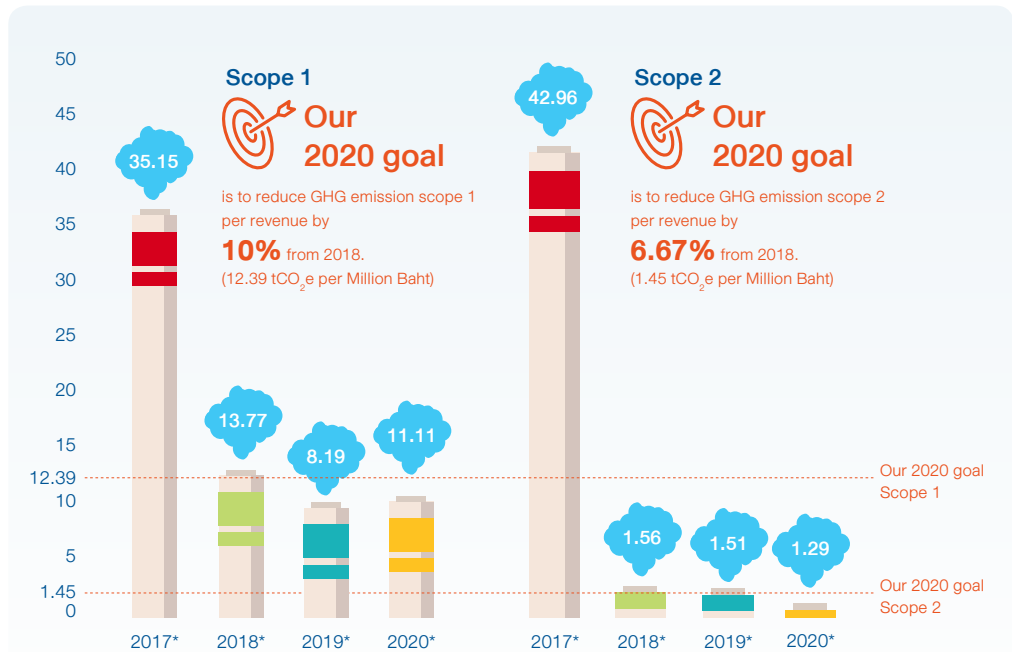 50
45
40
35
30
25
20
15
12.39
10
5
1.45
0
Scope 1
Our
2020 goal
is to reduce GHG emission scope 1
per revenue by
10% from 2018.
(12.39 tCO₂e per Million Baht)
35.15
13.77
8.19
11.11
2017*
2018*
2019*
2020*
Scope 2
Our
2020 goal
is to reduce GHG emission scope 2
per revenue by
6.67% from 2018.
(1.45 tCO₂e per Million Baht)
42.96
1.56
1.51
1.29
2017*
2018*
2019*
2020*
Our 2020 goal
Scope 1
Our 2020 goal
Scope 2